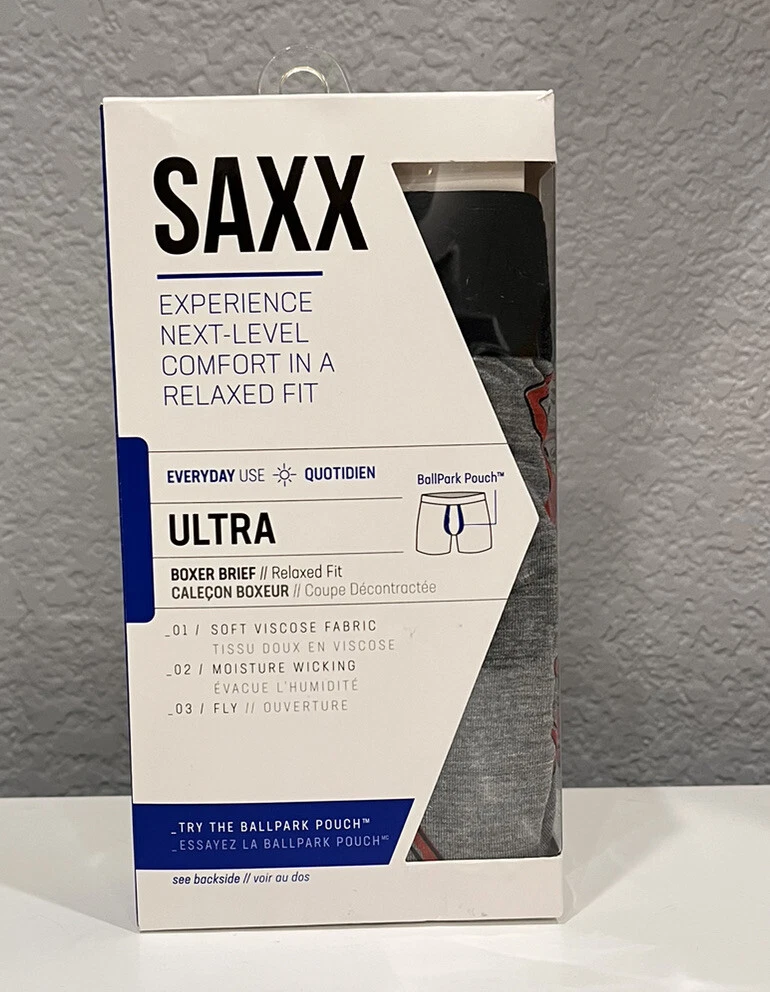 SAXX
EXPERIENCE
NEXT-LEVEL
COMFORT IN A
RELAXED FIT
EVERYDAY USE QUOTIDIEN
BallPark Pouch™
ULTRA
BOXER BRIEF // Relaxed Fit
CALEÇON BOXEUR // Coupe Décontractée
_01 / SOFT VISCOSE FABRIC
TISSU DOUX EN VISCOSE
_02 / MOISTURE WICKING
ÉVACUE L'HUMIDITÉ
_03 / FLY // OUVERTURE
_TRY THE BALLPARK POUCH™
_ESSAYEZ LA BALLPARK POUCHᴹᶜ
see backside // voir au dos